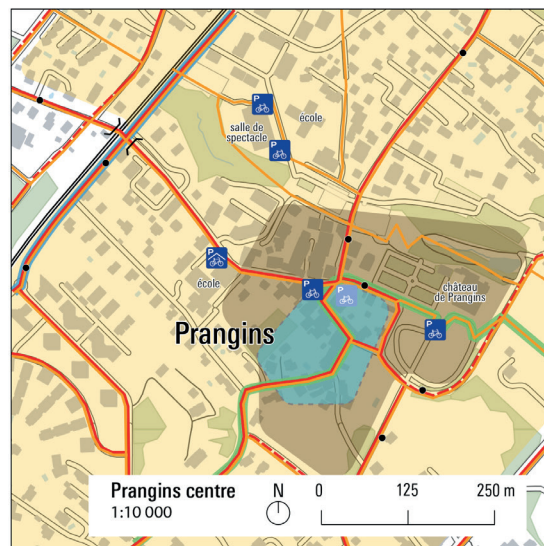 P
école
salle de
spectacle
P
P
école
P
P
château
de Prangins
P
Prangins
Prangins centre
1:10 000
N
0 125 250 m